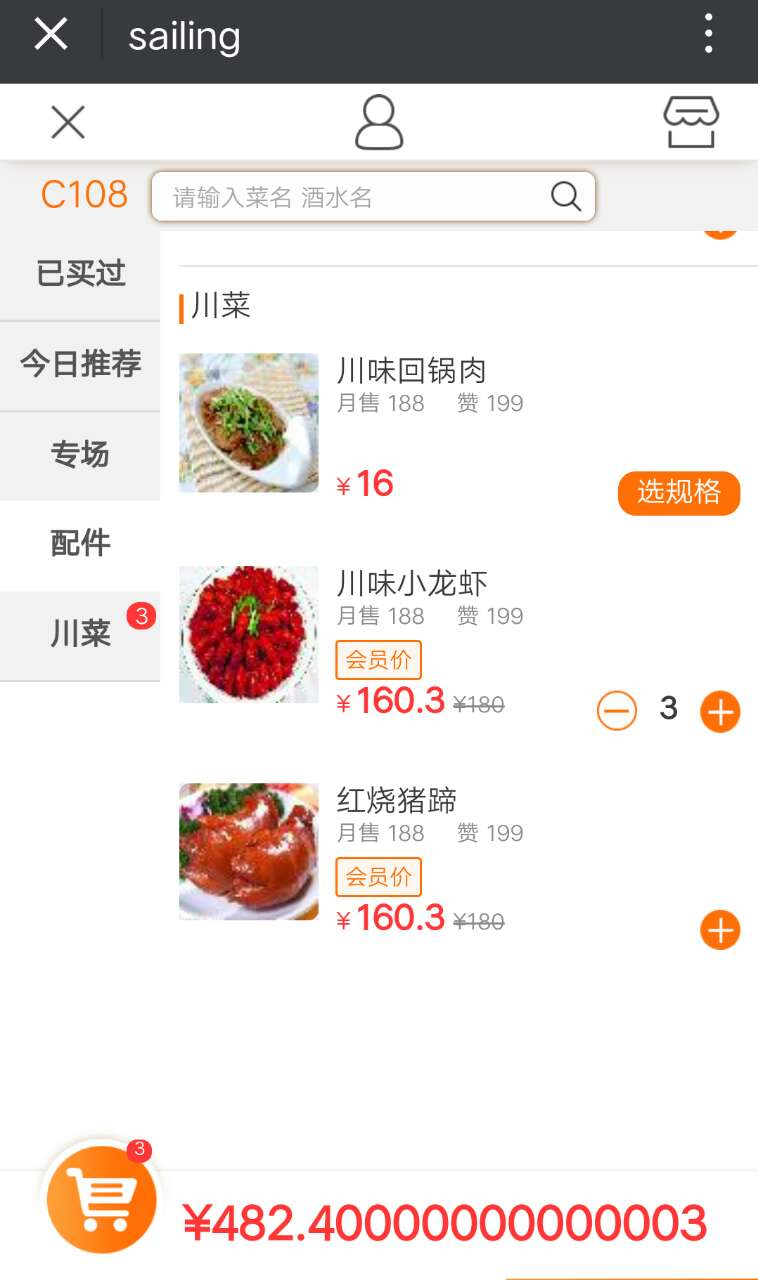 sailing
C108
请输入菜名 酒水名
已买过
今日推荐
专场
配件
川菜
3
川菜
川味回锅肉
月售 188 赞 199
¥ 16
选规格
川味小龙虾
月售 188 赞 199
会员价
¥ 160.3 ¥180
3
红烧猪蹄
月售 188 赞 199
会员价
¥ 160.3 ¥180
3
¥482.40000000000003